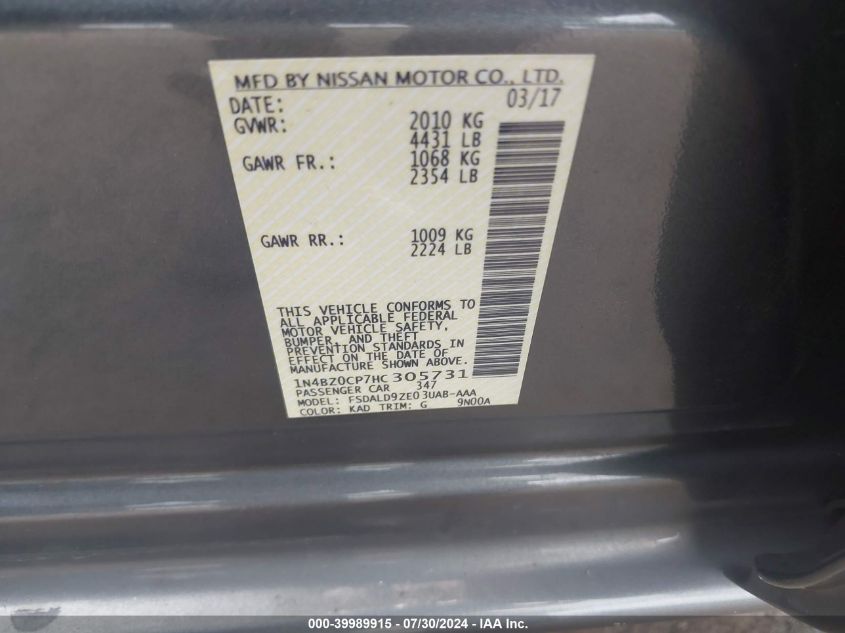 MFD BY NISSAN MOTOR CO., LTD.
DATE: 03/17
GVWR: 2010 KG
4431 LB
GAWR FR.: 1068 KG
2354 LB
GAWR RR.: 1009 KG
2224 LB
THIS VEHICLE CONFORMS TO
ALL APPLICABLE FEDERAL
MOTOR VEHICLE SAFETY,
BUMPER, AND THEFT
PREVENTION STANDARDS IN
EFFECT ON THE DATE OF
MANUFACTURE SHOWN ABOVE.
1N4BZ0CP7HC305731
PASSENGER CAR 347
MODEL: FSDALD9ZE03UAB-AAA
COLOR: KAD TRIM: G 9N00A
000-39989915 - 07/30/2024 - IAA Inc.